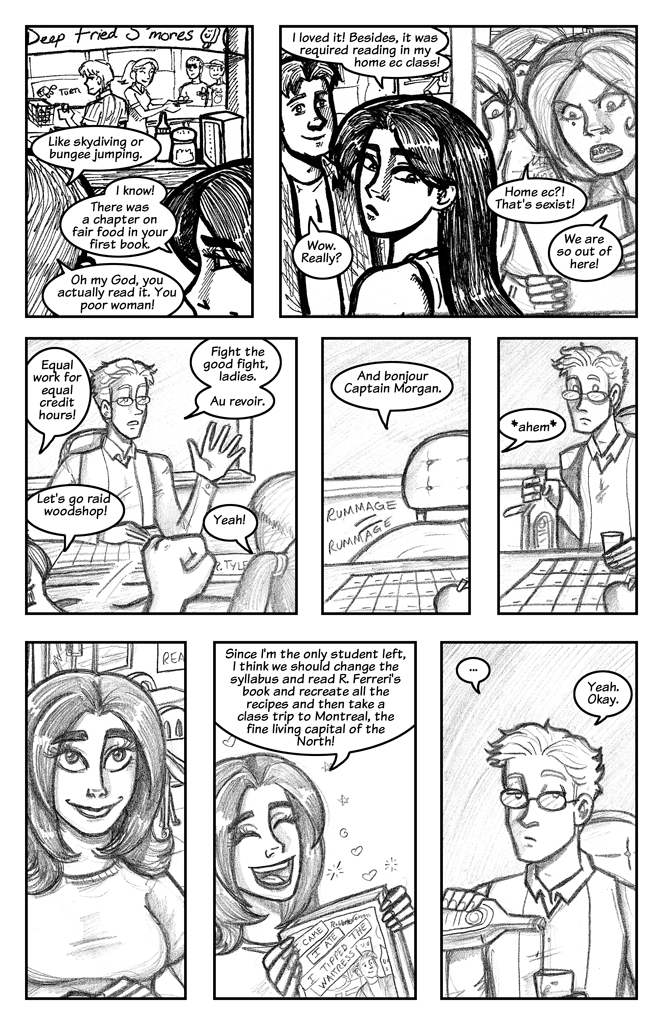 Deep Fried S'mores
Like skydiving or
bungee jumping.
I know!
There was
a chapter on
fair food in your
first book.
Oh my God, you
actually read it. You
poor woman!
I loved it! Besides, it was
required reading in my
home ec class!
Wow.
Really?
Home ec?!
That's sexist!
We are
so out of
here!
Equal
work for
equal
credit
hours!
Fight the
good fight,
ladies.
Au revoir.
Let's go raid
woodshop!
Yeah!
And bonjour
Captain Morgan.
RUMMAGE
RUMMAGE
*ahem*
REA
Since I'm the only student left,
I think we should change the
syllabus and read R. Ferreri's
book and recreate all the
recipes and then take a
class trip to Montreal, the
fine living capital of the
North!
I CAME
I ATE
I TIPPED THE
WAITRESS
...
Yeah.
Okay.